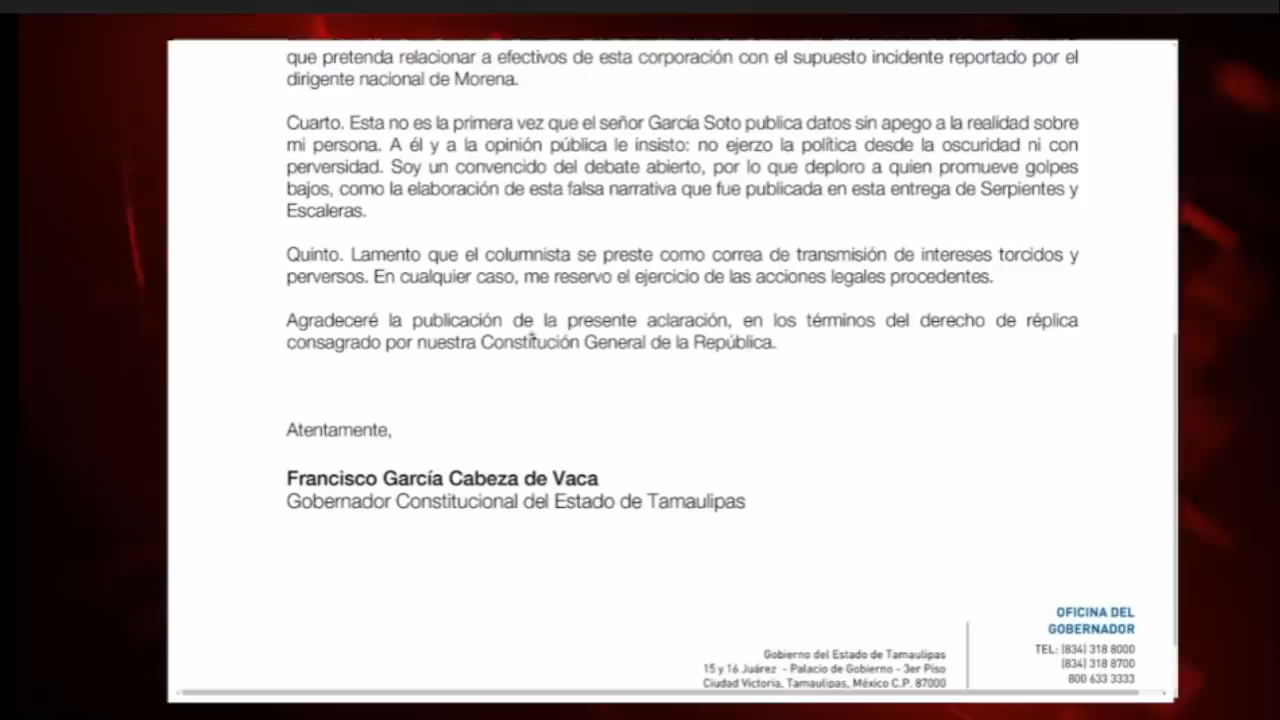 que pretenda relacionar a efectivos de esta corporación con el supuesto incidente reportado por el
dirigente nacional de Morena.
Cuarto. Esta no es la primera vez que el señor García Soto publica datos sin apego a la realidad sobre
mi persona. A él y a la opinión pública le insisto: no ejerzo la política desde la oscuridad ni con
perversidad. Soy un convencido del debate abierto, por lo que deploro a quien promueve golpes
bajos, como la elaboración de esta falsa narrativa que fue publicada en esta entrega de Serpientes y
Escaleras.
Quinto. Lamento que el columnista se preste como correa de transmisión de intereses torcidos y
perversos. En cualquier caso, me reservo el ejercicio de las acciones legales procedentes.
Agradeceré la publicación de la presente aclaración, en los términos del derecho de réplica
consagrado por nuestra Constitución General de la República.
Atentamente,
Francisco García Cabeza de Vaca
Gobernador Constitucional del Estado de Tamaulipas
Gobierno del Estado de Tamaulipas
15 y 16 Juárez - Palacio de Gobierno - 3er Piso
Ciudad Victoria, Tamaulipas, México C.P. 87000
OFICINA DEL
GOBERNADOR
TEL: (834) 318 8000
(834) 318 8700
800 633 3333